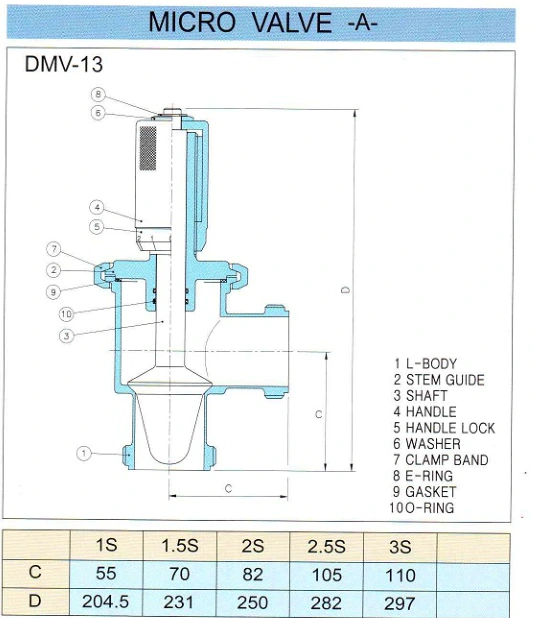 MICRO VALVE -A-
DMV-13
8
6
4
5
7
2
9
10
3
1
D
C
C
1 L-BODY
2 STEM GUIDE
3 SHAFT
4 HANDLE
5 HANDLE LOCK
6 WASHER
7 CLAMP BAND
8 E-RING
9 GASKET
10 O-RING
1S 1.5S 2S 2.5S 3S
C 55 70 82 105 110
D 204.5 231 250 282 297